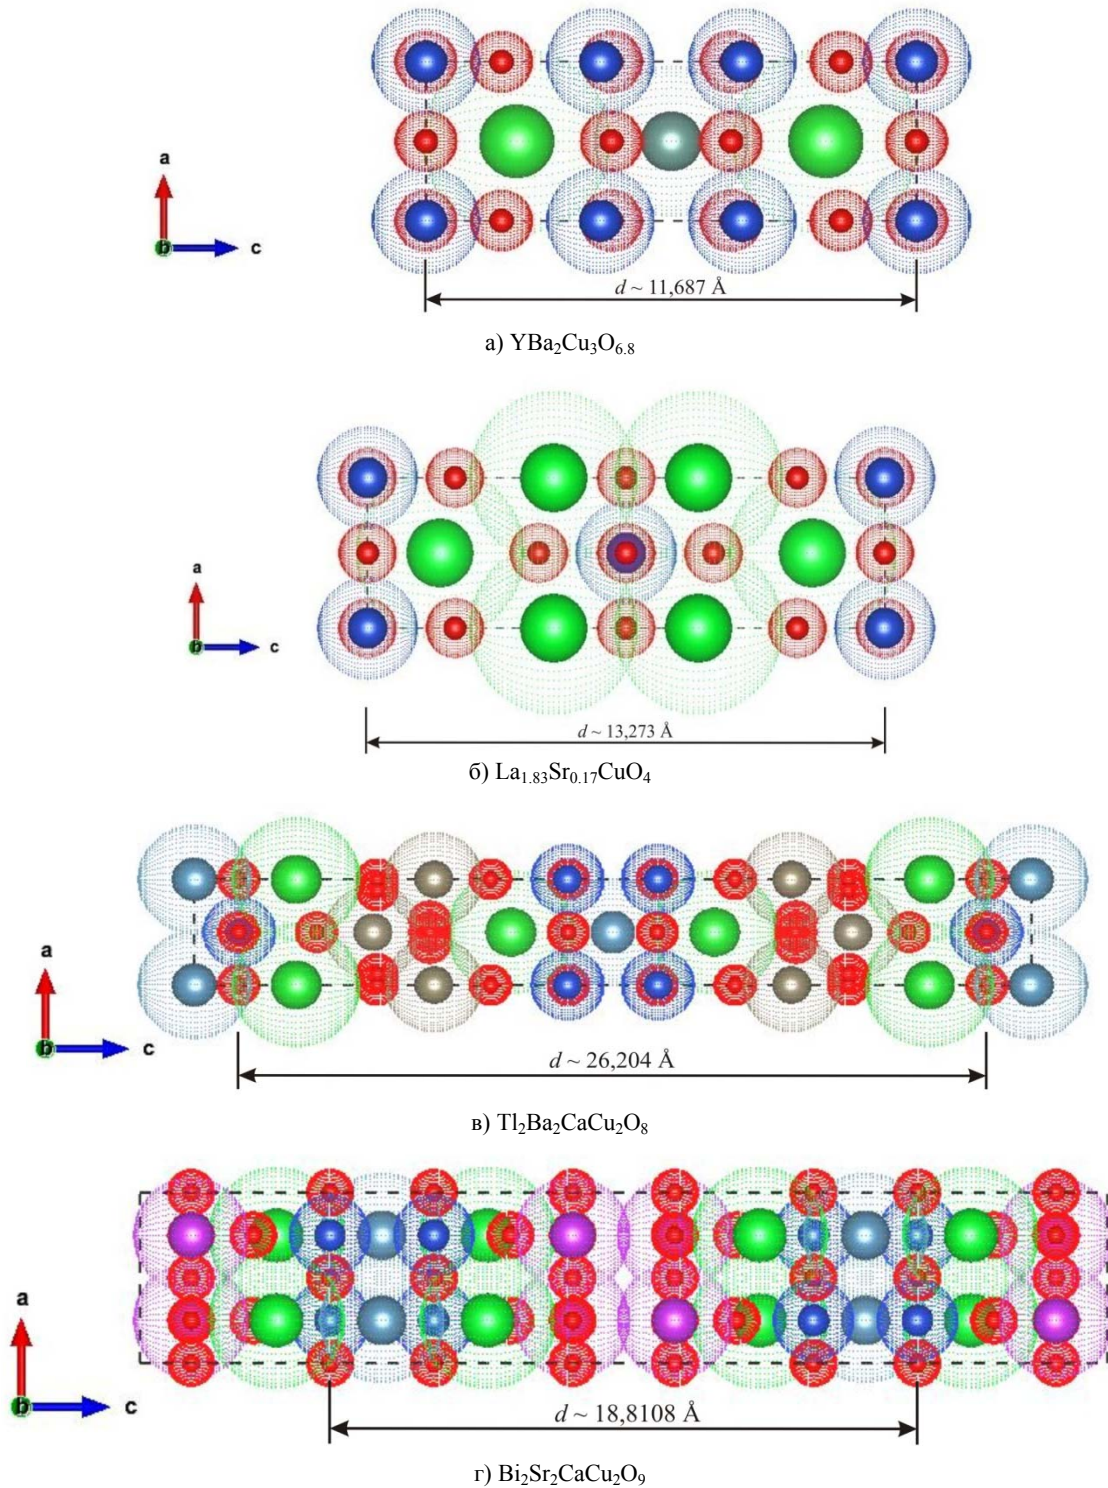 a
b
c
d ~ 11,687 Å
а) YBa₂Cu₃O₆.₈
a
b
c
d ~ 13,273 Å
б) La₁.₈₃Sr₀.₁₇CuO₄
a
b
c
d ~ 26,204 Å
в) Tl₂Ba₂CaCu₂O₈
a
b
c
d ~ 18,8108 Å
г) Bi₂Sr₂CaCu₂O₉